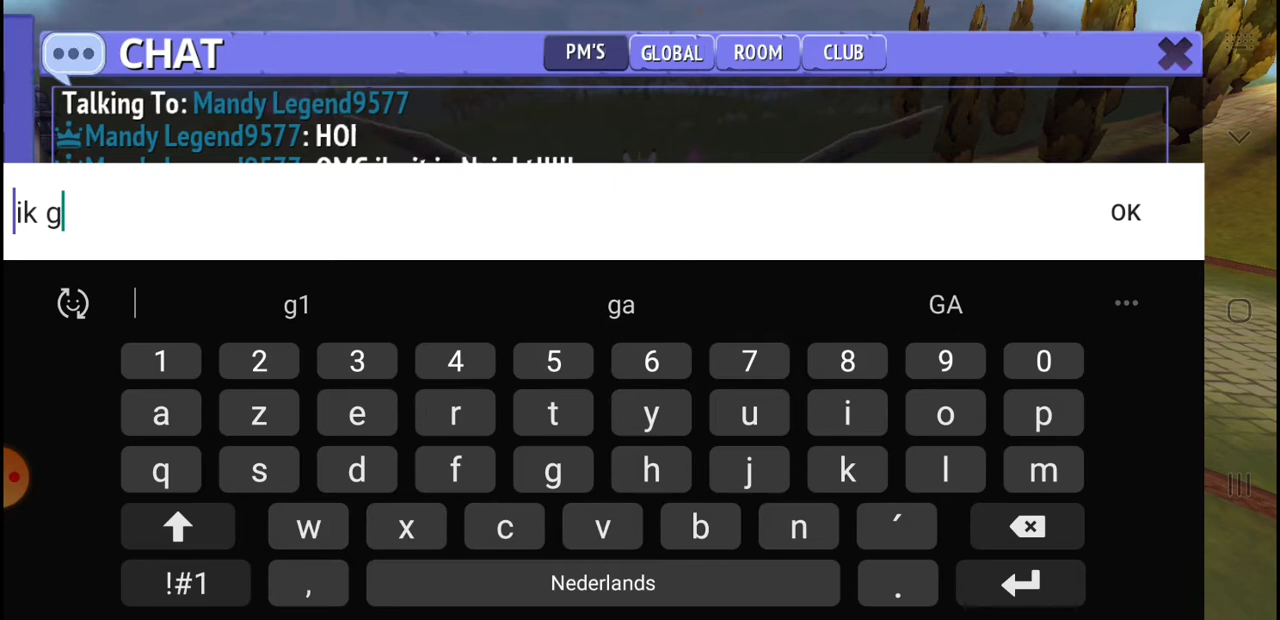 CHAT PM'S GLOBAL ROOM CLUB
Talking To: Mandy Legend9577
Mandy Legend9577: HOI
ik g OK
g1 ga GA
1 2 3 4 5 6 7 8 9 0
a z e r t y u i o p
q s d f g h j k l m
w x c v b n ´
!#1 , Nederlands .